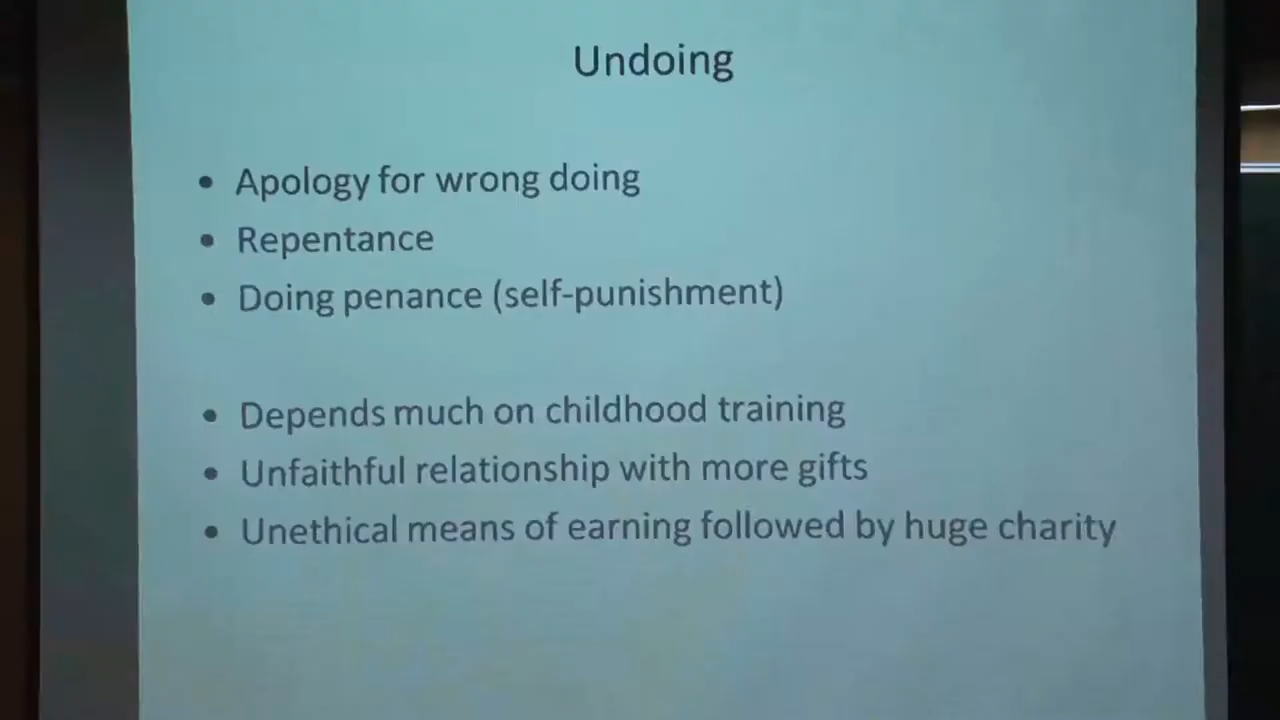 Undoing
• Apology for wrong doing
• Repentance
• Doing penance (self-punishment)
• Depends much on childhood training
• Unfaithful relationship with more gifts
• Unethical means of earning followed by huge charity